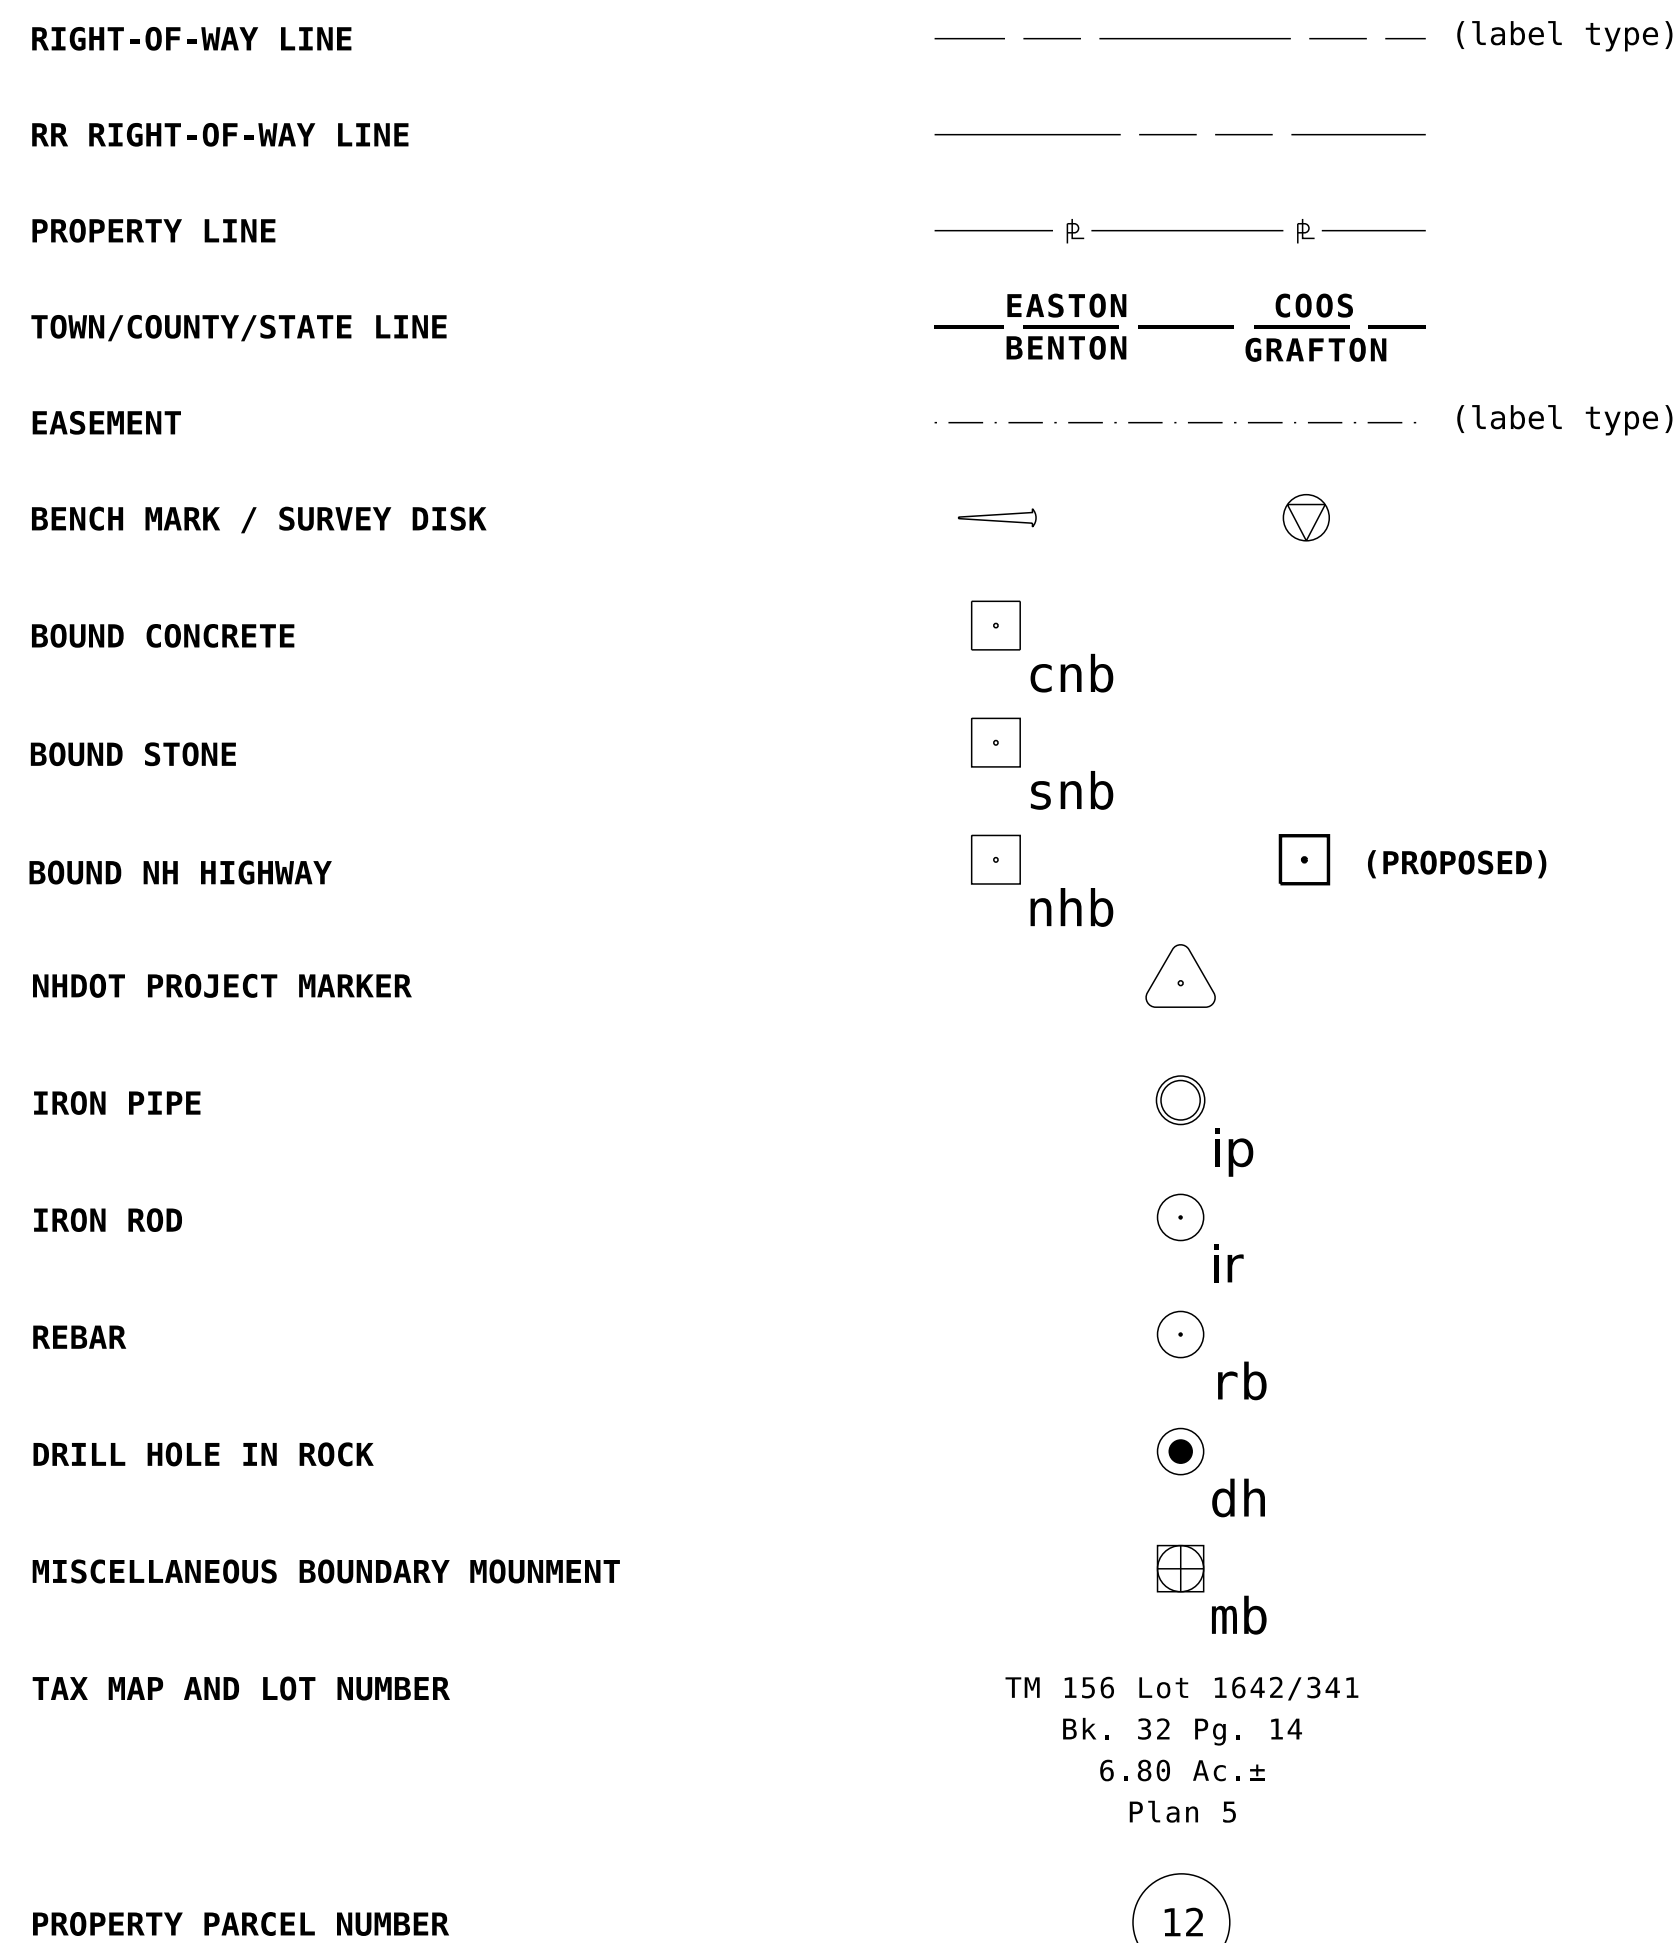 RIGHT-OF-WAY LINE (label type)
RR RIGHT-OF-WAY LINE
PROPERTY LINE ⅊ ⅊
EASTON COOS
TOWN/COUNTY/STATE LINE
BENTON GRAFTON
EASEMENT (label type)
BENCH MARK / SURVEY DISK
BOUND CONCRETE
cnb
BOUND STONE
snb
BOUND NH HIGHWAY (PROPOSED)
nhb
NHDOT PROJECT MARKER
IRON PIPE
ip
IRON ROD
ir
REBAR
rb
DRILL HOLE IN ROCK
dh
MISCELLANEOUS BOUNDARY MOUNMENT
mb
TAX MAP AND LOT NUMBER TM 156 Lot 1642/341
Bk. 32 Pg. 14
6.80 Ac.±
Plan 5
PROPERTY PARCEL NUMBER 12